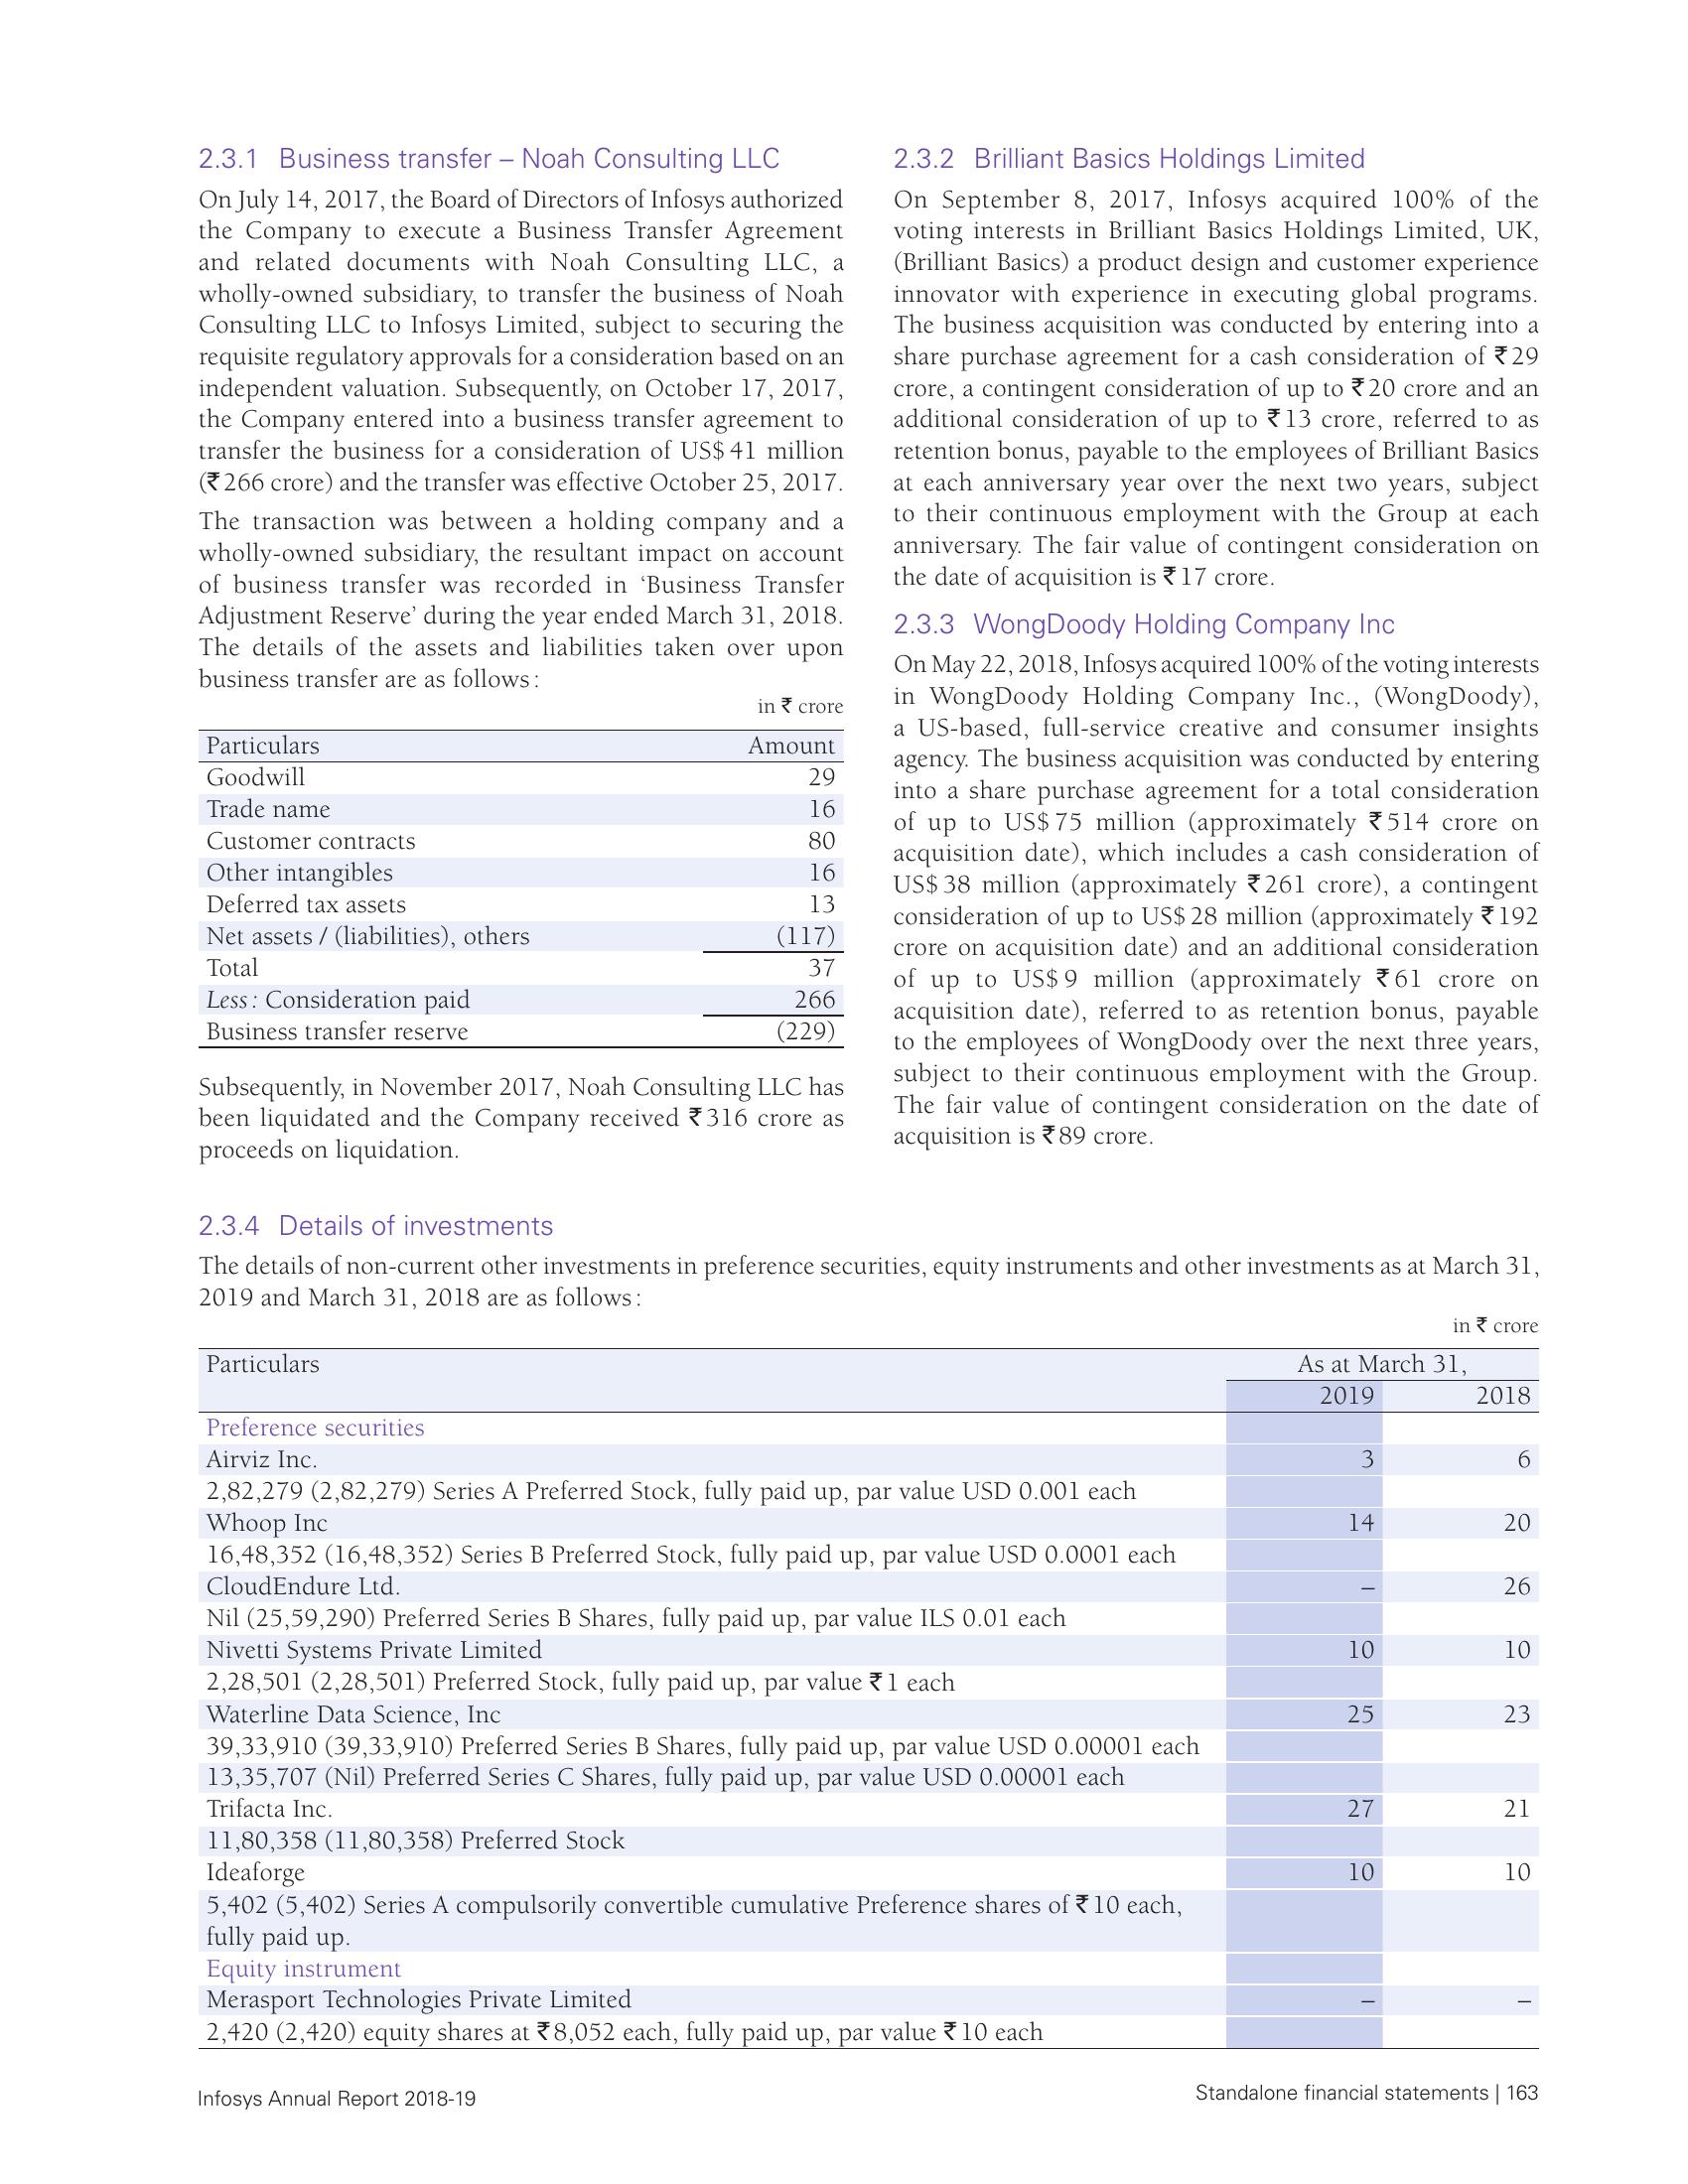 2.3.1 Business transfer – Noah Consulting LLC
On July 14, 2017, the Board of Directors of Infosys authorized
the Company to execute a Business Transfer Agreement
and related documents with Noah Consulting LLC, a
wholly-owned subsidiary, to transfer the business of Noah
Consulting LLC to Infosys Limited, subject to securing the
requisite regulatory approvals for a consideration based on an
independent valuation. Subsequently, on October 17, 2017,
the Company entered into a business transfer agreement to
transfer the business for a consideration of US$ 41 million
(₹ 266 crore) and the transfer was effective October 25, 2017.
The transaction was between a holding company and a
wholly-owned subsidiary, the resultant impact on account
of business transfer was recorded in ‘Business Transfer
Adjustment Reserve’ during the year ended March 31, 2018.
The details of the assets and liabilities taken over upon
business transfer are as follows :
in ₹ crore
Particulars Amount
Goodwill 29
Trade name 16
Customer contracts 80
Other intangibles 16
Deferred tax assets 13
Net assets / (liabilities), others (117)
Total 37
Less : Consideration paid 266
Business transfer reserve (229)
Subsequently, in November 2017, Noah Consulting LLC has
been liquidated and the Company received ₹ 316 crore as
proceeds on liquidation.
2.3.2 Brilliant Basics Holdings Limited
On September 8, 2017, Infosys acquired 100% of the
voting interests in Brilliant Basics Holdings Limited, UK,
(Brilliant Basics) a product design and customer experience
innovator with experience in executing global programs.
The business acquisition was conducted by entering into a
share purchase agreement for a cash consideration of ₹ 29
crore, a contingent consideration of up to ₹ 20 crore and an
additional consideration of up to ₹ 13 crore, referred to as
retention bonus, payable to the employees of Brilliant Basics
at each anniversary year over the next two years, subject
to their continuous employment with the Group at each
anniversary. The fair value of contingent consideration on
the date of acquisition is ₹ 17 crore.
2.3.3 WongDoody Holding Company Inc
On May 22, 2018, Infosys acquired 100% of the voting interests
in WongDoody Holding Company Inc., (WongDoody),
a US-based, full-service creative and consumer insights
agency. The business acquisition was conducted by entering
into a share purchase agreement for a total consideration
of up to US$ 75 million (approximately ₹ 514 crore on
acquisition date), which includes a cash consideration of
US$ 38 million (approximately ₹ 261 crore), a contingent
consideration of up to US$ 28 million (approximately ₹ 192
crore on acquisition date) and an additional consideration
of up to US$ 9 million (approximately ₹ 61 crore on
acquisition date), referred to as retention bonus, payable
to the employees of WongDoody over the next three years,
subject to their continuous employment with the Group.
The fair value of contingent consideration on the date of
acquisition is ₹ 89 crore.
2.3.4 Details of investments
The details of non-current other investments in preference securities, equity instruments and other investments as at March 31,
2019 and March 31, 2018 are as follows :
in ₹ crore
Particulars As at March 31,
2019 2018
Preference securities
Airviz Inc. 3 6
2,82,279 (2,82,279) Series A Preferred Stock, fully paid up, par value USD 0.001 each
Whoop Inc 14 20
16,48,352 (16,48,352) Series B Preferred Stock, fully paid up, par value USD 0.0001 each
CloudEndure Ltd. – 26
Nil (25,59,290) Preferred Series B Shares, fully paid up, par value ILS 0.01 each
Nivetti Systems Private Limited 10 10
2,28,501 (2,28,501) Preferred Stock, fully paid up, par value ₹ 1 each
Waterline Data Science, Inc 25 23
39,33,910 (39,33,910) Preferred Series B Shares, fully paid up, par value USD 0.00001 each
13,35,707 (Nil) Preferred Series C Shares, fully paid up, par value USD 0.00001 each
Trifacta Inc. 27 21
11,80,358 (11,80,358) Preferred Stock
Ideaforge 10 10
5,402 (5,402) Series A compulsorily convertible cumulative Preference shares of ₹ 10 each,
fully paid up.
Equity instrument
Merasport Technologies Private Limited – –
2,420 (2,420) equity shares at ₹ 8,052 each, fully paid up, par value ₹ 10 each
Infosys Annual Report 2018-19
Standalone financial statements | 163